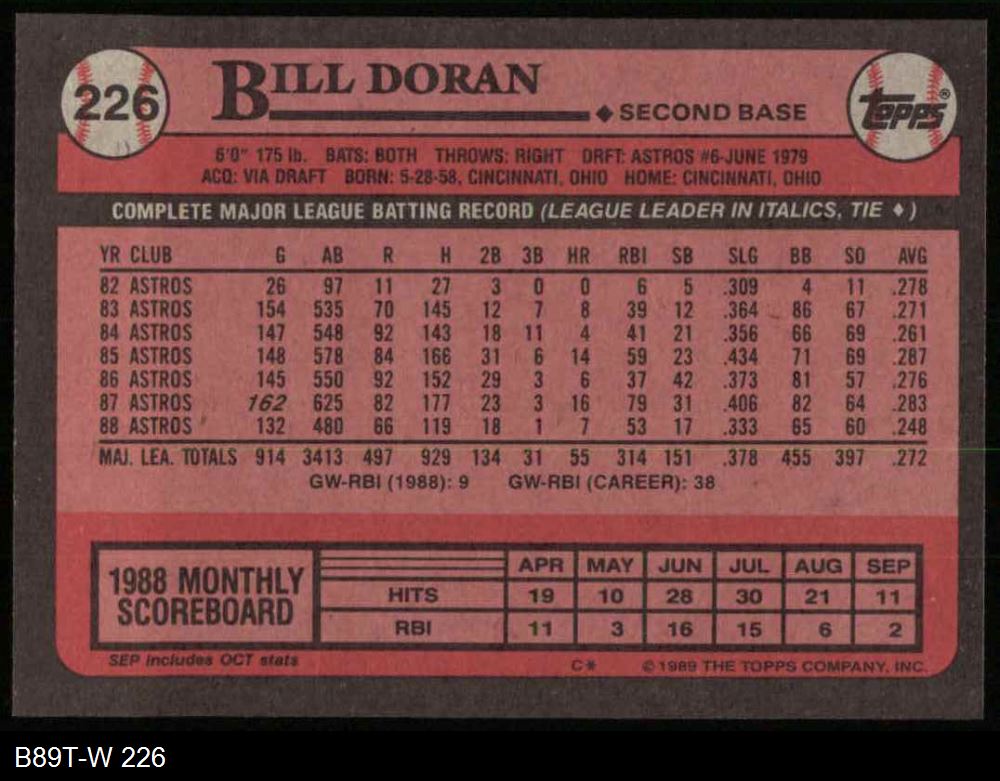 226
BILL DORAN
◆ SECOND BASE
Topps®
6'0" 175 lb. BATS: BOTH THROWS: RIGHT DRFT: ASTROS #6-JUNE 1979
ACQ: VIA DRAFT BORN: 5-28-58, CINCINNATI, OHIO HOME: CINCINNATI, OHIO
COMPLETE MAJOR LEAGUE BATTING RECORD (LEAGUE LEADER IN ITALICS, TIE ♦)
YR CLUB G AB R H 2B 3B HR RBI SB SLG BB SO AVG
82 ASTROS 26 97 11 27 3 0 0 6 5 .309 4 11 .278
83 ASTROS 154 535 70 145 12 7 8 39 12 .364 86 67 .271
84 ASTROS 147 548 92 143 18 11 4 41 21 .356 66 69 .261
85 ASTROS 148 578 84 166 31 6 14 59 23 .434 71 69 .287
86 ASTROS 145 550 92 152 29 3 6 37 42 .373 81 57 .276
87 ASTROS 162 625 82 177 23 3 16 79 31 .406 82 64 .283
88 ASTROS 132 480 66 119 18 1 7 53 17 .333 65 60 .248
MAJ. LEA. TOTALS 914 3413 497 929 134 31 55 314 151 .378 455 397 .272
GW-RBI (1988): 9 GW-RBI (CAREER): 38
1988 MONTHLY
SCOREBOARD
APR MAY JUN JUL AUG SEP
HITS 19 10 28 30 21 11
RBI 11 3 16 15 6 2
SEP includes OCT stats
C* © 1989 THE TOPPS COMPANY, INC.
B89T-W 226